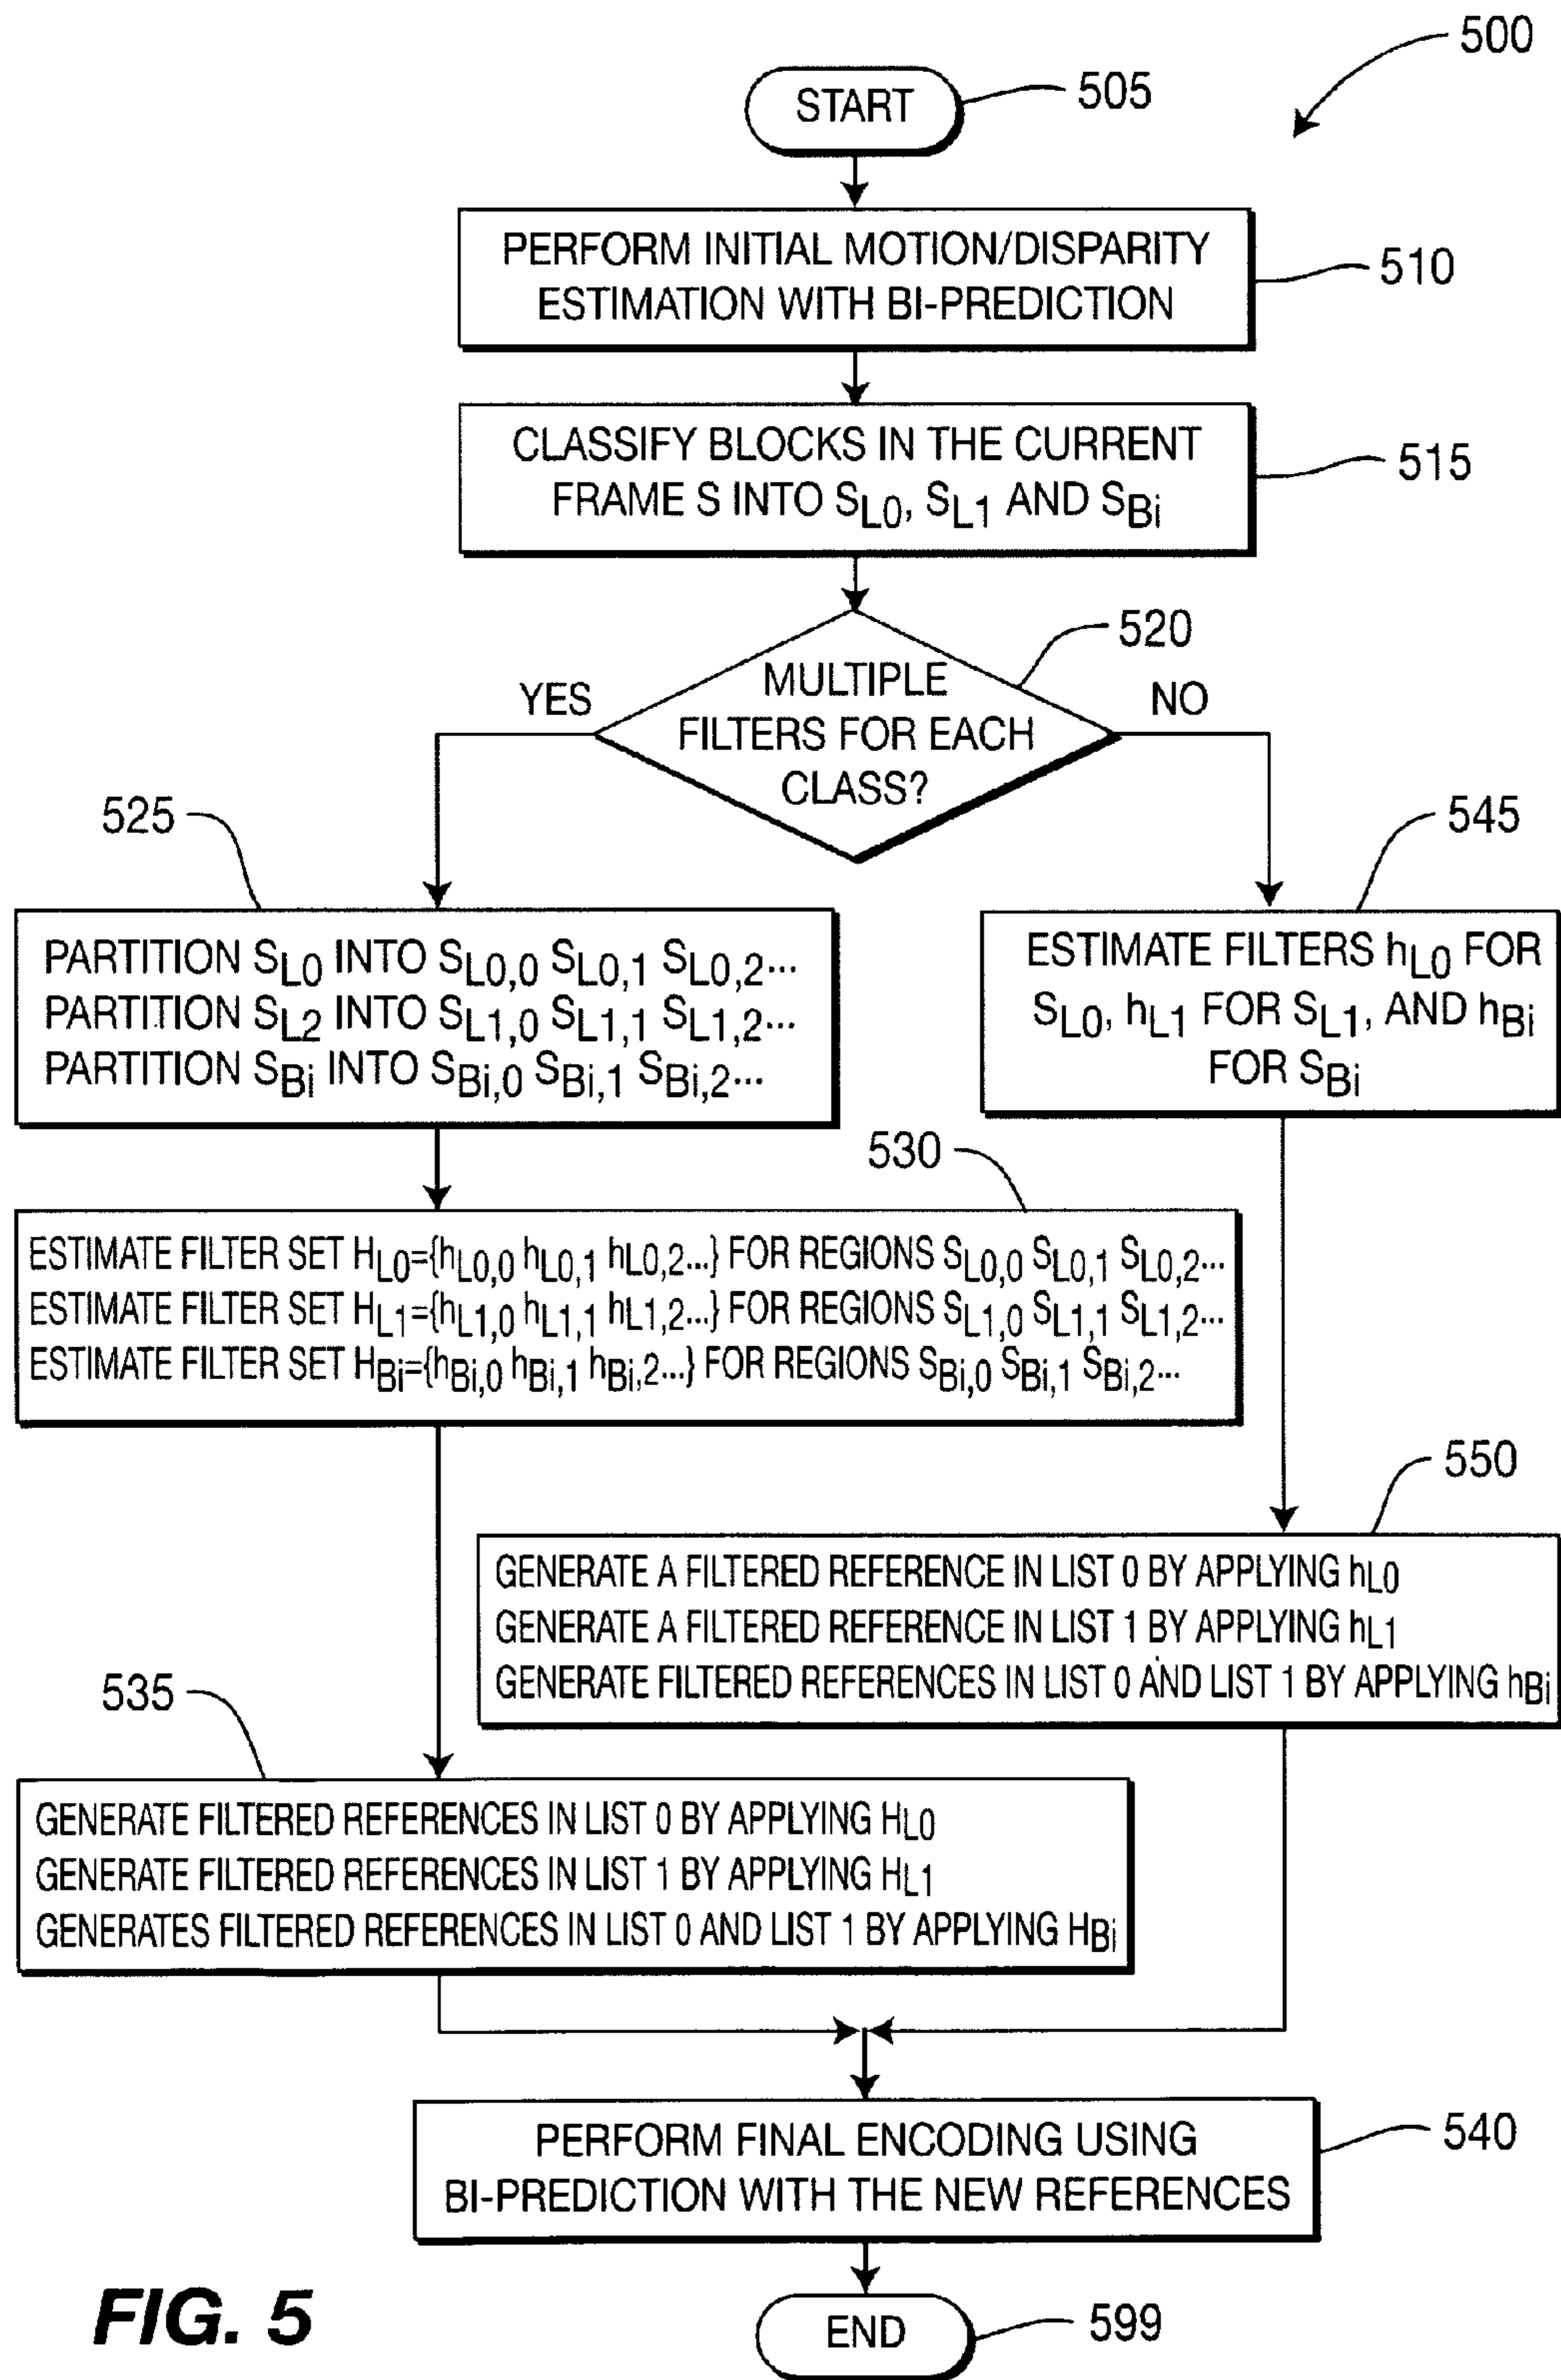 500
START
505
PERFORM INITIAL MOTION/DISPARITY
ESTIMATION WITH BI-PREDICTION
510
CLASSIFY BLOCKS IN THE CURRENT
FRAME S INTO SL0, SL1 AND SBi
515
520
MULTIPLE
FILTERS FOR EACH
CLASS?
YES
NO
525
545
PARTITION SL0 INTO SL0,0 SL0,1 SL0,2...
PARTITION SL2 INTO SL1,0 SL1,1 SL1,2...
PARTITION SBi INTO SBi,0 SBi,1 SBi,2...
ESTIMATE FILTERS hL0 FOR
SL0, hL1 FOR SL1, AND hBi
FOR SBi
530
ESTIMATE FILTER SET HL0={hL0,0 hL0,1 hL0,2...} FOR REGIONS SL0,0 SL0,1 SL0,2...
ESTIMATE FILTER SET HL1={hL1,0 hL1,1 hL1,2...} FOR REGIONS SL1,0 SL1,1 SL1,2...
ESTIMATE FILTER SET HBi={hBi,0 hBi,1 hBi,2...} FOR REGIONS SBi,0 SBi,1 SBi,2...
550
GENERATE A FILTERED REFERENCE IN LIST 0 BY APPLYING hL0
GENERATE A FILTERED REFERENCE IN LIST 1 BY APPLYING hL1
GENERATE FILTERED REFERENCES IN LIST 0 AND LIST 1 BY APPLYING hBi
535
GENERATE FILTERED REFERENCES IN LIST 0 BY APPLYING HL0
GENERATE FILTERED REFERENCES IN LIST 1 BY APPLYING HL1
GENERATES FILTERED REFERENCES IN LIST 0 AND LIST 1 BY APPLYING HBi
PERFORM FINAL ENCODING USING
BI-PREDICTION WITH THE NEW REFERENCES
540
END
599
FIG. 5